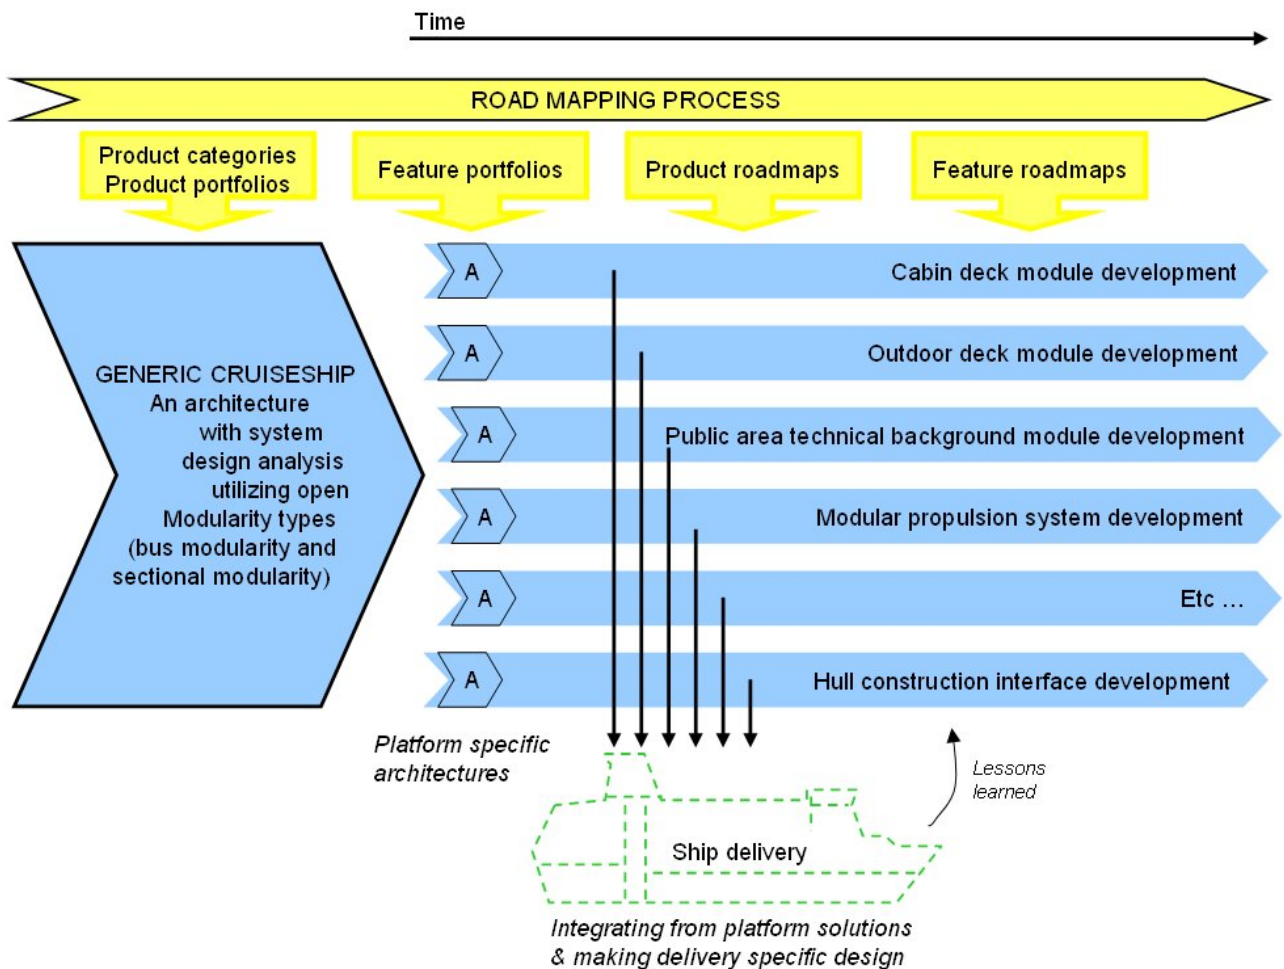 Time
ROAD MAPPING PROCESS
Product categories
Product portfolios
Feature portfolios
Product roadmaps
Feature roadmaps
GENERIC CRUISESHIP
An architecture
with system
design analysis
utilizing open
Modularity types
(bus modularity and
sectional modularity)
A
Cabin deck module development
A
Outdoor deck module development
A
Public area technical background module development
A
Modular propulsion system development
A
Etc ...
A
Hull construction interface development
Platform specific
architectures
Lessons
learned
Ship delivery
Integrating from platform solutions
& making delivery specific design